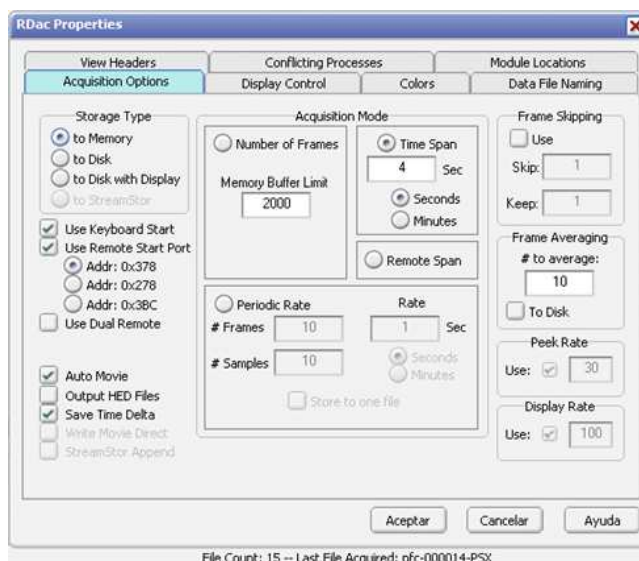 RDac Properties
View Headers
Conflicting Processes
Module Locations
Acquisition Options
Display Control
Colors
Data File Naming
Storage Type
to Memory
to Disk
to Disk with Display
to StreamStor
Use Keyboard Start
Use Remote Start Port
Addr: 0x378
Addr: 0x278
Addr: 0x3BC
Use Dual Remote
Auto Movie
Output HED Files
Save Time Delta
Write Movie Direct
StreamStor Append
Acquisition Mode
Number of Frames
Memory Buffer Limit
2000
Time Span
4 Sec
Seconds
Minutes
Remote Span
Periodic Rate
Rate
# Frames 10
1 Sec
# Samples 10
Seconds
Minutes
Store to one file
Frame Skipping
Use
Skip: 1
Keep: 1
Frame Averaging
# to average:
10
To Disk
Peek Rate
Use: 30
Display Rate
Use: 100
Aceptar
Cancelar
Ayuda
File Count: 15 -- Last File Acquired: pfc-000014-PSX